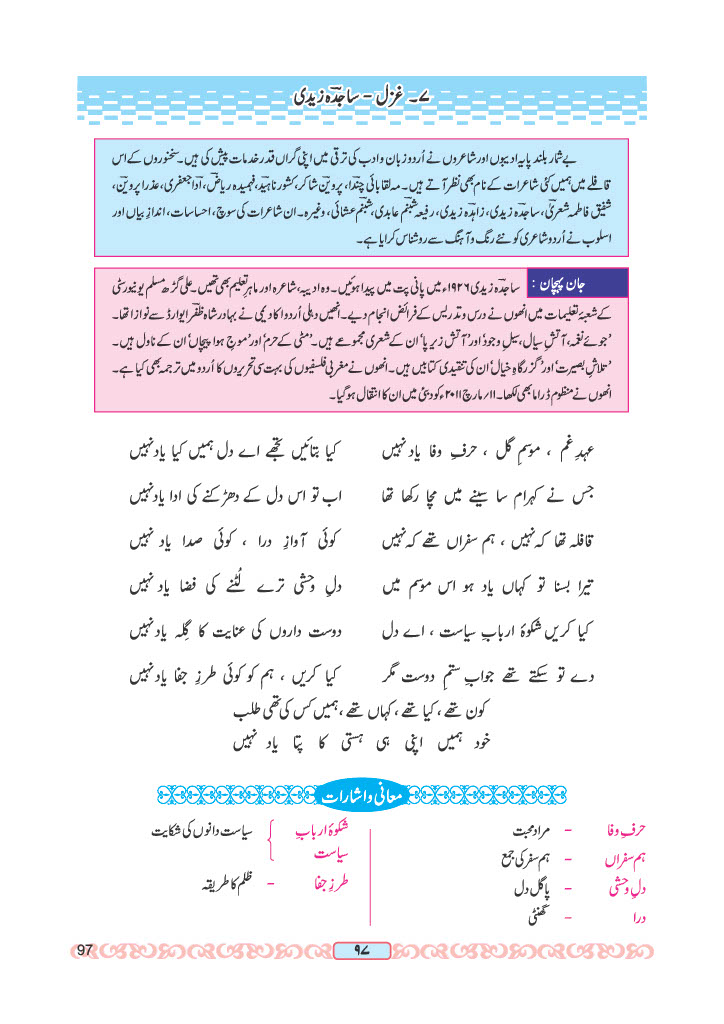 ۷۔ غزل – ساجدہ زیدی
بے شمار بلند پایہ ادیبوں اور شاعروں نے اُردو زبان و ادب کی ترقی میں اپنی گراں قدر خدمات پیش کی ہیں۔ سخنوروں کے اس
قافلے میں ہمیں کئی شاعرات کے نام بھی نظر آتے ہیں۔ مہ لقا بائی چندا، پروین شاکر، کشور ناہید، فہمیدہ ریاض، ادا جعفری، عذرا پروین،
شفیق فاطمہ شعریٰ، ساجدہ زیدی، زاہدہ زیدی، رفیعہ شبنم عابدی، شبنم عشائی، وغیرہ۔ ان شاعرات کی سوچ، احساسات، اندازِ بیاں اور
اسلوب نے اُردو شاعری کو نئے رنگ و آہنگ سے روشناس کرایا ہے۔
جان پہچان : ساجدہ زیدی ۱۹۲۶ء میں پانی پت میں پیدا ہوئیں۔ وہ ادیبہ، شاعرہ اور ماہرِ تعلیم بھی تھیں۔ علی گڑھ مسلم یونیورسٹی
کے شعبۂ تعلیمات میں انھوں نے درس و تدریس کے فرائض انجام دیے۔ انھیں دہلی اُردو اکادیمی نے بہادر شاہ ظفر ایوارڈ سے نوازا تھا۔
'جوئے نغمہ، آتشِ سیال، سیلِ وجود' اور 'آتش زیرِ پا' ان کے شعری مجموعے ہیں۔ 'مٹی کے حرم' اور 'موجِ ہوا پیچاں' ان کے ناول ہیں۔
'تلاشِ بصیرت' اور 'گزرگاہِ خیال' ان کی تنقیدی کتابیں ہیں۔ انھوں نے مغربی فلسفیوں کی بہت سی تحریروں کا اُردو میں ترجمہ بھی کیا ہے۔
انھوں نے منظوم ڈراما بھی لکھا۔ ۱۱/ مارچ ۲۰۱۱ء کو دبئی میں ان کا انتقال ہو گیا۔
عہدِ غم ، موسمِ گل ، حرفِ وفا یاد نہیں کیا بتائیں تجھے اے دل ہمیں کیا یاد نہیں
جس نے کہرام سا سینے میں مچا رکھا تھا اب تو اس دل کے دھڑکنے کی ادا یاد نہیں
قافلہ تھا کہ نہیں ، ہم سفراں تھے کہ نہیں کوئی آوازِ درا ، کوئی صدا یاد نہیں
تیرا بسنا تو کہاں یاد ہو اس موسم میں دلِ وحشی ترے لُٹنے کی فضا یاد نہیں
کیا کریں شکوۂ اربابِ سیاست ، اے دل دوست داروں کی عنایت کا گِلہ یاد نہیں
دے تو سکتے تھے جوابِ ستمِ دوست مگر کیا کریں ، ہم کو کوئی طرزِ جفا یاد نہیں
کون تھے ، کیا تھے ، کہاں تھے ، ہمیں کس کی تھی طلب
خود ہمیں اپنی ہی ہستی کا پتا یاد نہیں
معانی و اشارات
حرفِ وفا – مراد محبت
ہم سفراں – ہم سفر کی جمع
دلِ وحشی – پاگل دل
درا – گھنٹی
شکوۂ اربابِ سیاست } سیاست دانوں کی شکایت
طرزِ جفا – ظلم کا طریقہ
97
۹۷